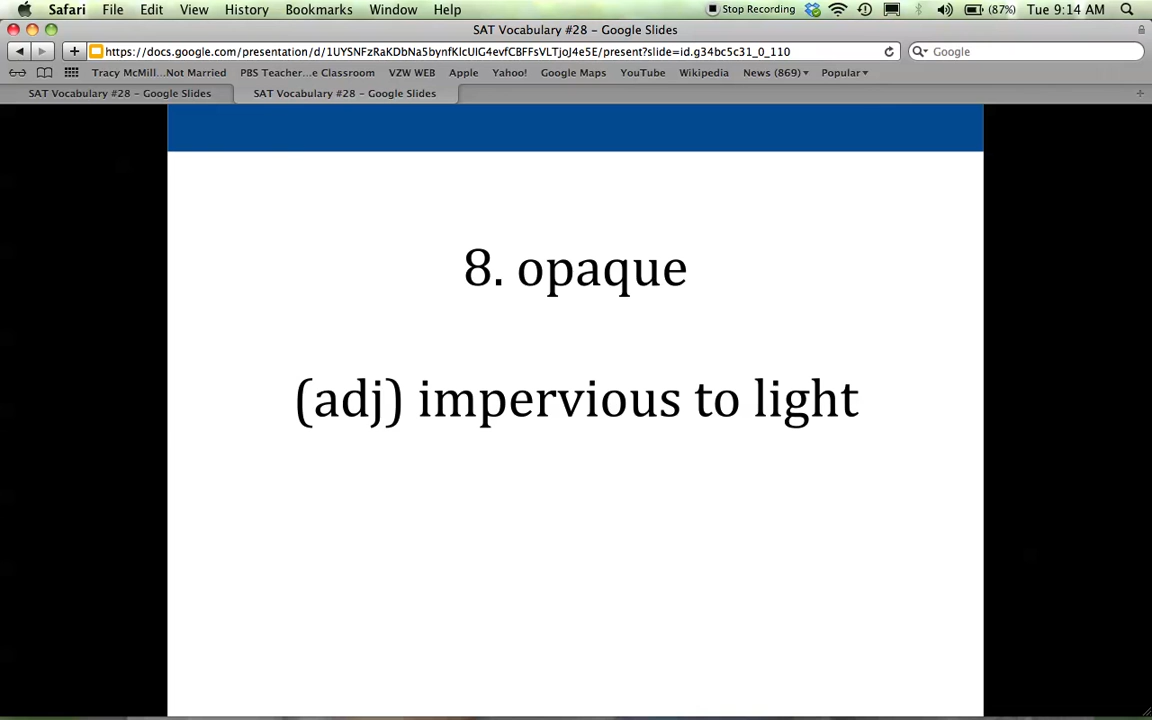 Safari File Edit View History Bookmarks Window Help Stop Recording (87%) Tue 9:14 AM
SAT Vocabulary #28 – Google Slides
https://docs.google.com/presentation/d/1UYSNFzRaKDbNa5bynfKlcUIG4evfCBFFsVLTjoJ4e5E/present?slide=id.g34bc5c31_0_110 Google
Tracy McMill...Not Married PBS Teacher...e Classroom VZW WEB Apple Yahoo! Google Maps YouTube Wikipedia News (869) Popular
SAT Vocabulary #28 – Google Slides SAT Vocabulary #28 – Google Slides
8. opaque
(adj) impervious to light